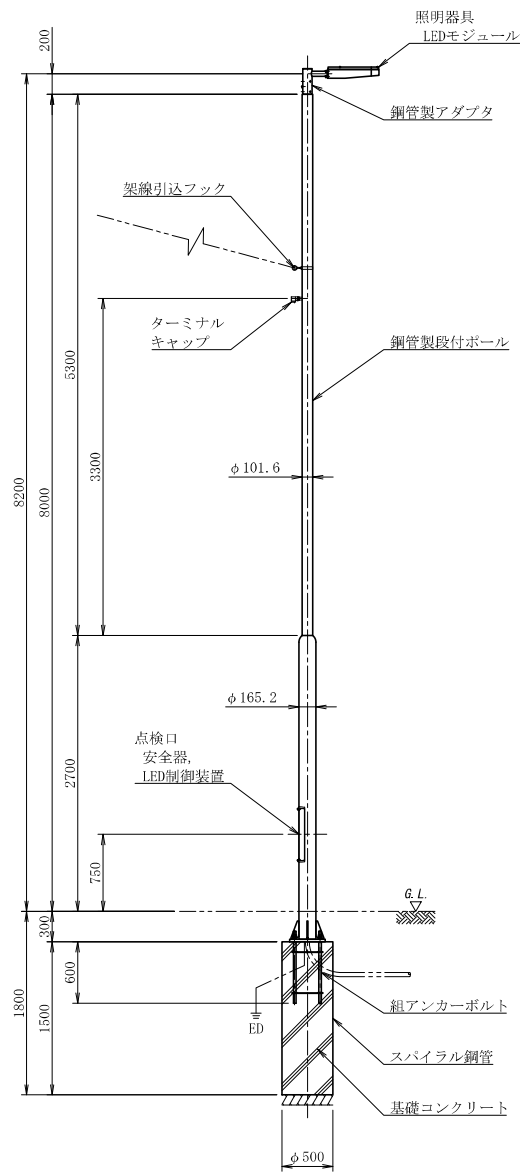 照明器具
LEDモジュール
200
鋼管製アダプタ
架線引込フック
ターミナル
キャップ
鋼管製段付ポール
5300
3300
8200
8000
φ101.6
φ165.2
点検口
安全器,
LED制御装置
2700
750
G.L.
300
600
1800
1500
ED
組アンカーボルト
スパイラル鋼管
基礎コンクリート
φ500